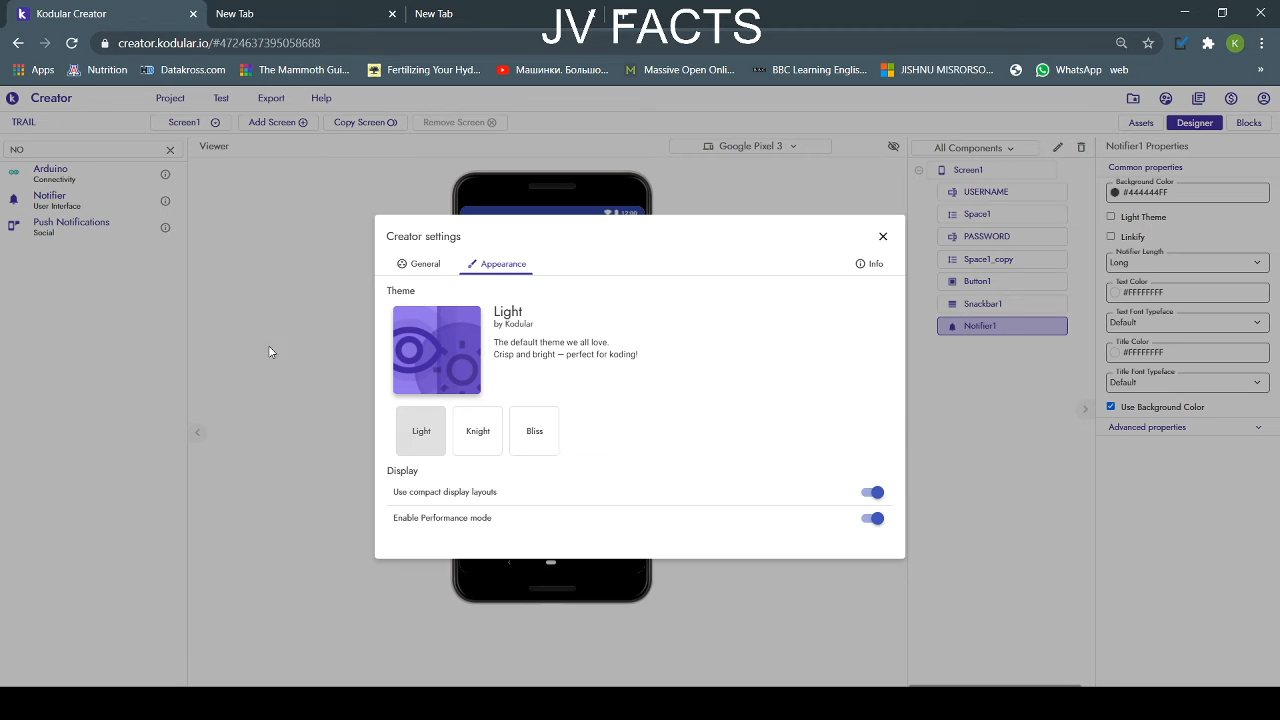 Kodular Creator
New Tab
New Tab
JV FACTS
creator.kodular.io/#4724637395058688
K
Apps
Nutrition
Datakross.com
The Mammoth Gui...
Fertilizing Your Hyd...
Машинки. Большо...
Massive Open Onli...
BBC Learning Englis...
JISHNU MISRORSO...
WhatsApp web
»
Creator
Project
Test
Export
Help
TRAIL
Screen1
Add Screen
Copy Screen
Remove Screen
Assets
Designer
Blocks
NO
Viewer
Google Pixel 3
All Components
Notifier1 Properties
Arduino
Connectivity
Notifier
User Interface
Push Notifications
Social
12:00
Creator settings
General
Appearance
Info
Theme
Light
by Kodular
The default theme we all love.
Crisp and bright – perfect for koding!
Light
Knight
Bliss
Display
Use compact display layouts
Enable Performance mode
Screen1
USERNAME
Space1
PASSWORD
Space1_copy
Button1
Snackbar1
Notifier1
Common properties
Background Color
#444444FF
Light Theme
Linkify
Notifier Length
Long
Text Color
#FFFFFFFF
Text Font Typeface
Default
Title Color
#FFFFFFFF
Title Font Typeface
Default
Use Background Color
Advanced properties